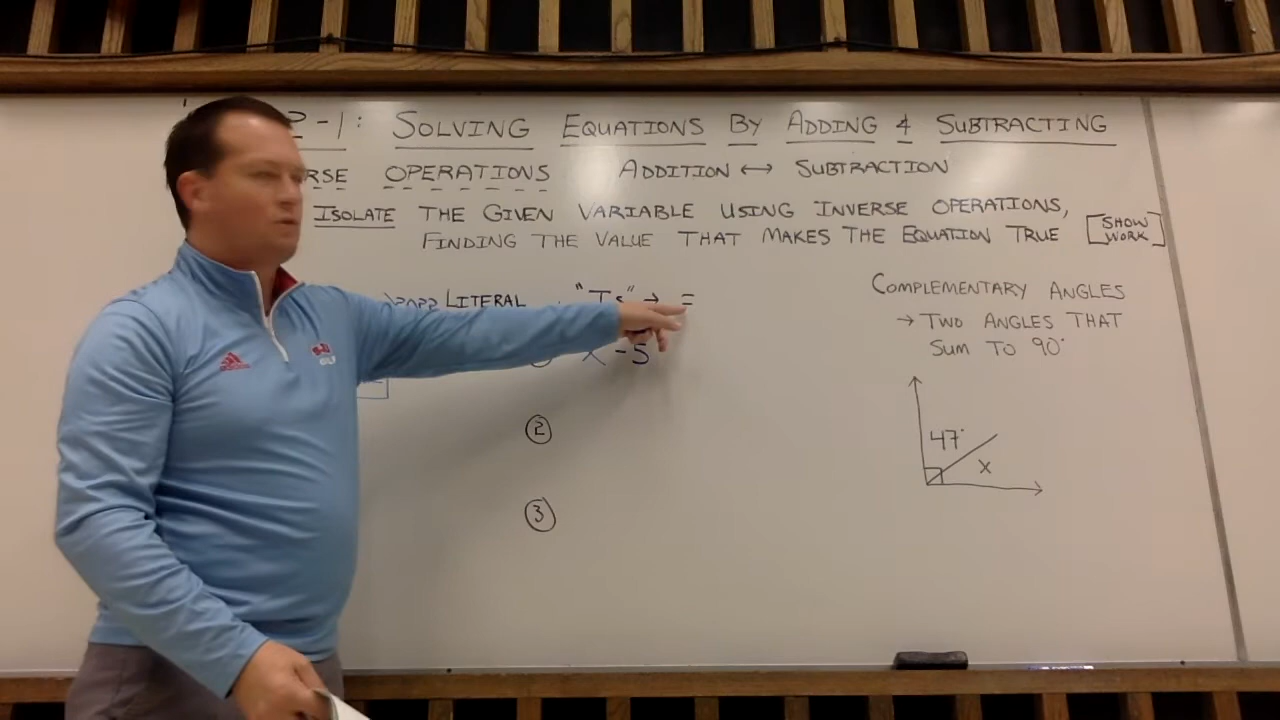 2-1: SOLVING EQUATIONS BY ADDING & SUBTRACTING
RSE OPERATIONS ADDITION ↔ SUBTRACTION
ISOLATE THE GIVEN VARIABLE USING INVERSE OPERATIONS,
FINDING THE VALUE THAT MAKES THE EQUATION TRUE [SHOW WORK]
LITERAL "Is" → =
X -5
②
③
COMPLEMENTARY ANGLES
→ TWO ANGLES THAT
SUM TO 90°
47°
X